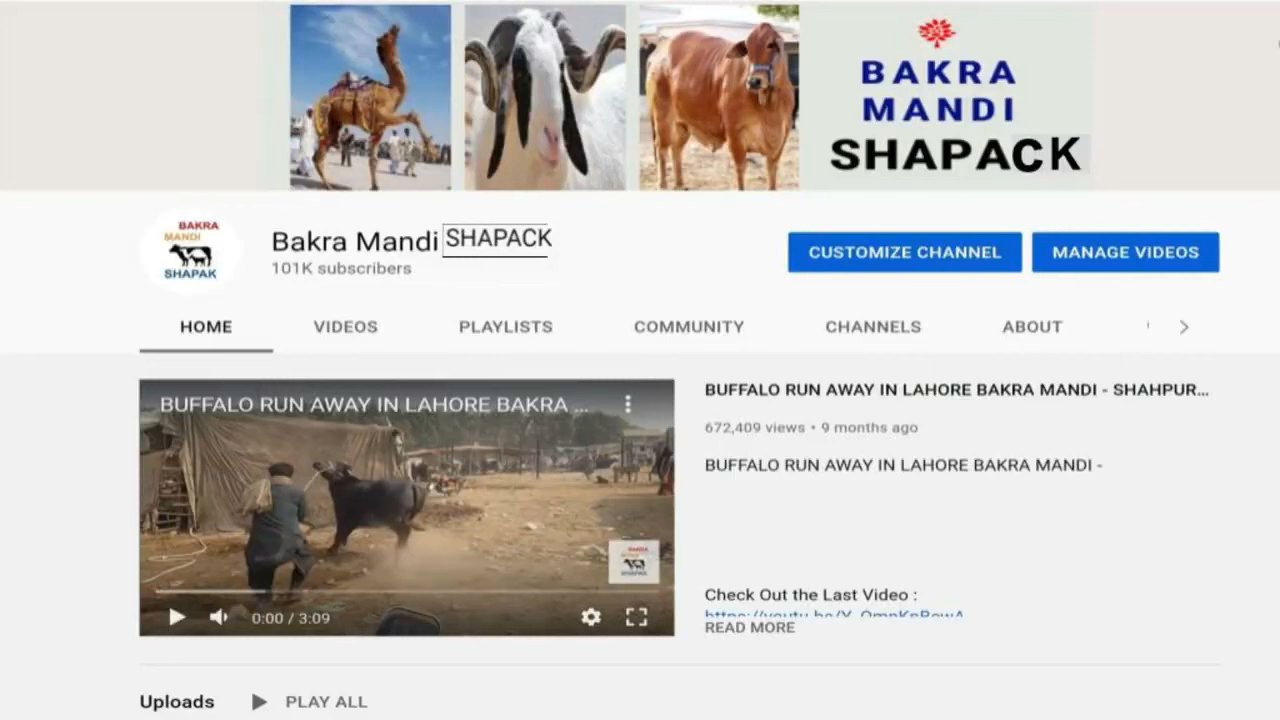 BAKRA
MANDI
SHAPACK
BAKRA
MANDI
SHAPAK
Bakra Mandi SHAPACK
101K subscribers
CUSTOMIZE CHANNEL
MANAGE VIDEOS
HOME VIDEOS PLAYLISTS COMMUNITY CHANNELS ABOUT
BUFFALO RUN AWAY IN LAHORE BAKRA ...
0:00 / 3:09
BUFFALO RUN AWAY IN LAHORE BAKRA MANDI - SHAHPUR...
672,409 views • 9 months ago
BUFFALO RUN AWAY IN LAHORE BAKRA MANDI -
Check Out the Last Video :
READ MORE
Uploads PLAY ALL